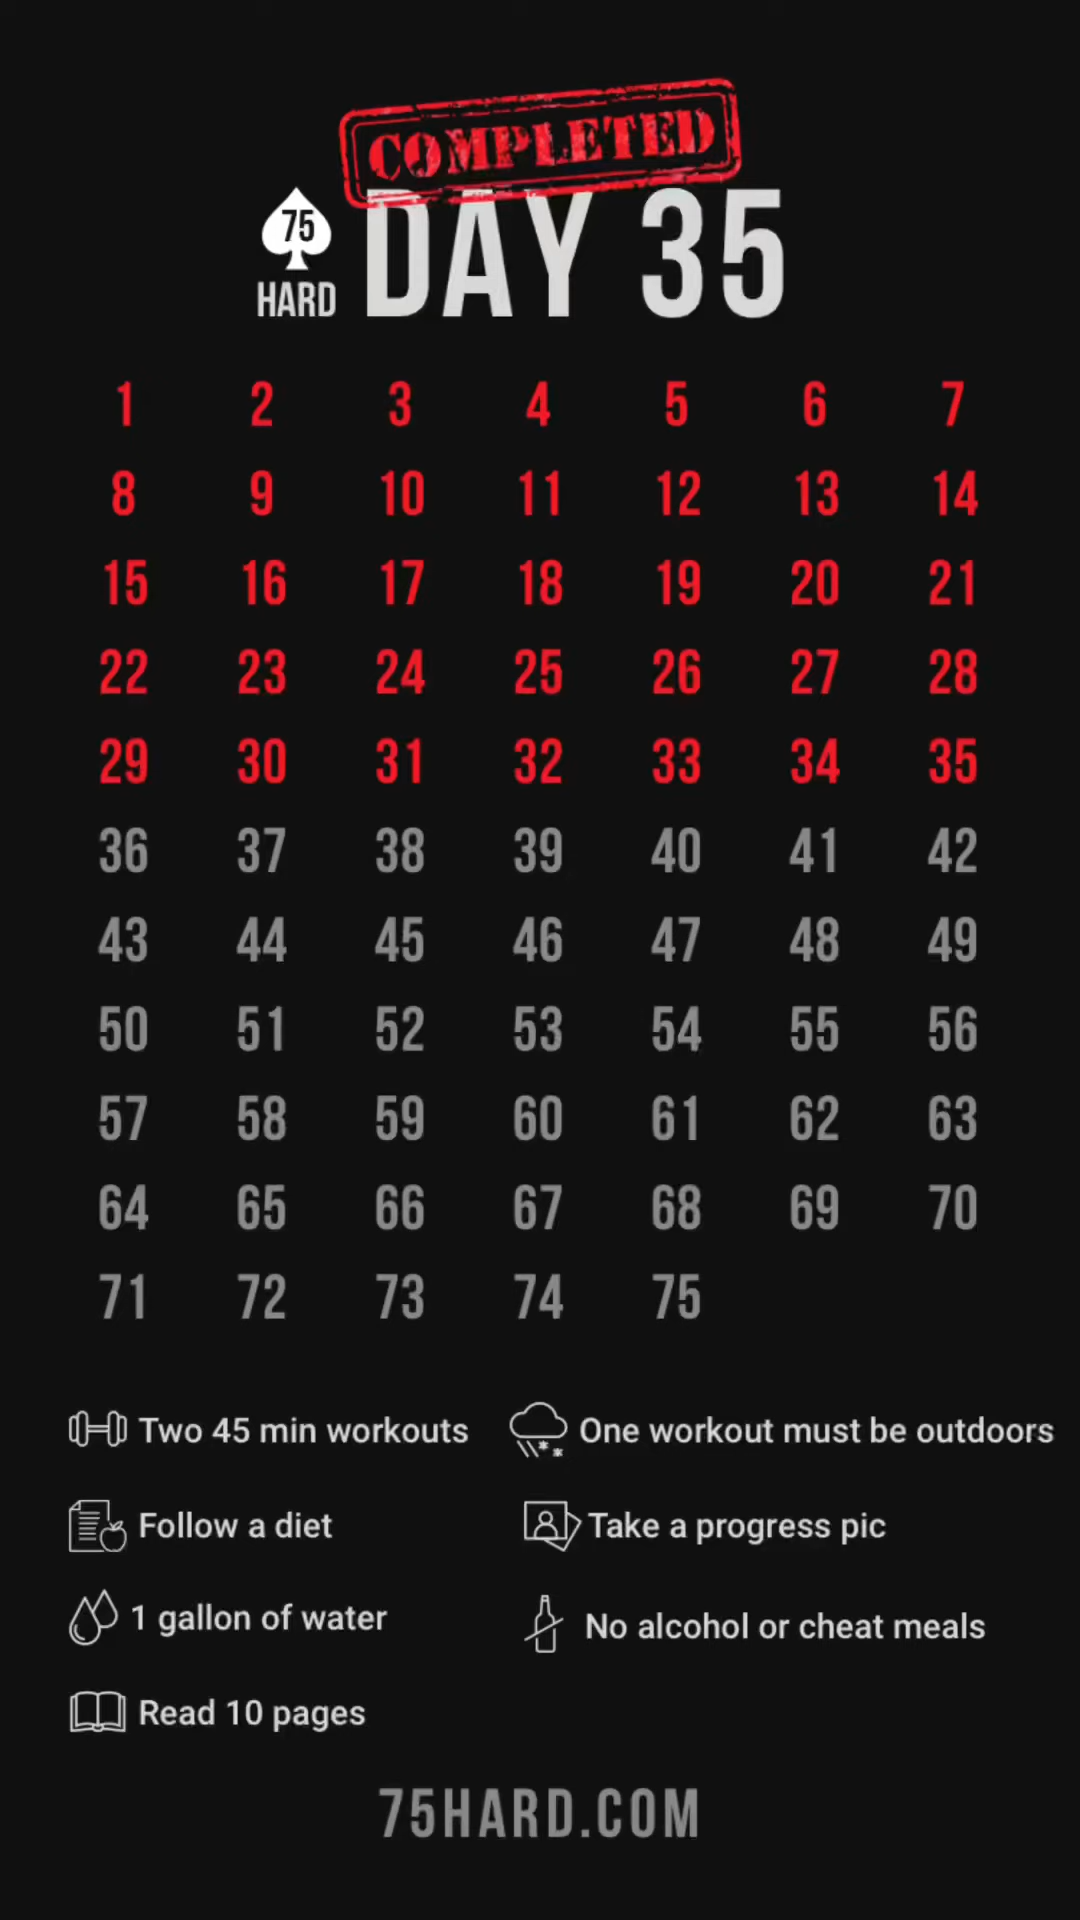 COMPLETED
75
HARD
DAY 35
1 2 3 4 5 6 7
8 9 10 11 12 13 14
15 16 17 18 19 20 21
22 23 24 25 26 27 28
29 30 31 32 33 34 35
36 37 38 39 40 41 42
43 44 45 46 47 48 49
50 51 52 53 54 55 56
57 58 59 60 61 62 63
64 65 66 67 68 69 70
71 72 73 74 75
Two 45 min workouts
One workout must be outdoors
Follow a diet
Take a progress pic
1 gallon of water
No alcohol or cheat meals
Read 10 pages
75HARD.COM